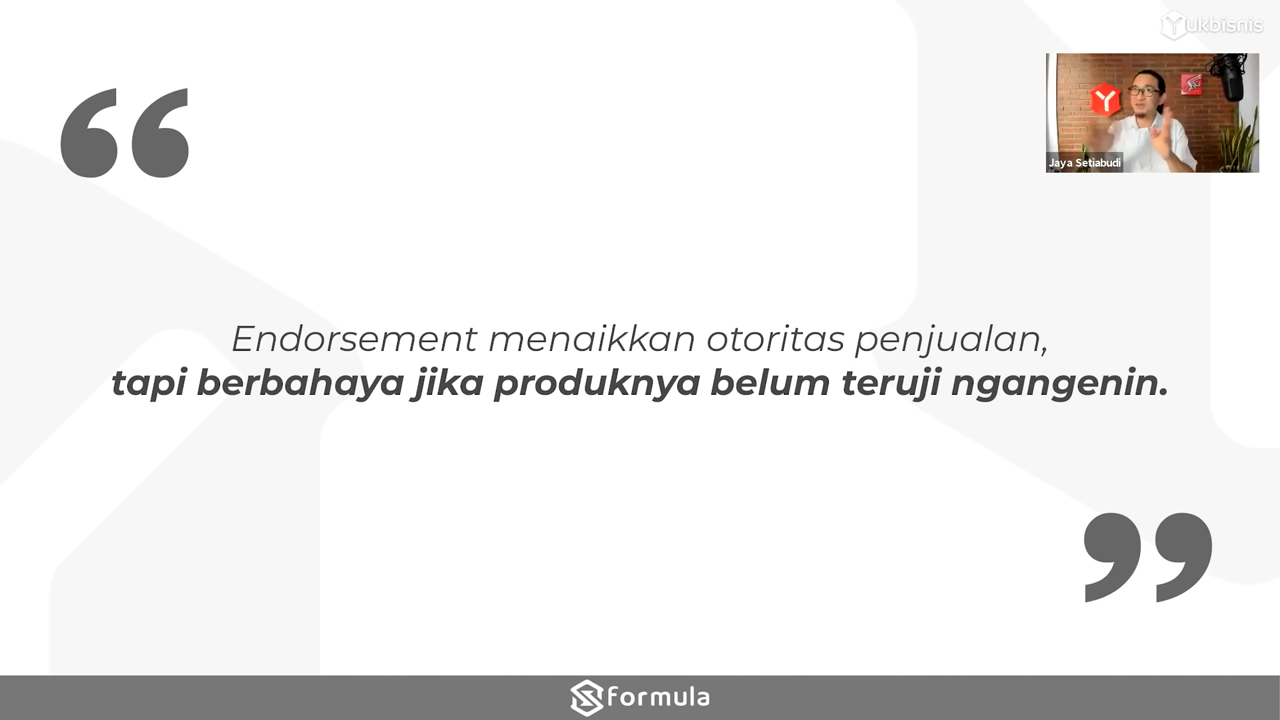 Yukbisnis
Jaya Setiabudi
“
Endorsement menaikkan otoritas penjualan,
tapi berbahaya jika produknya belum teruji ngangenin.
”
formula